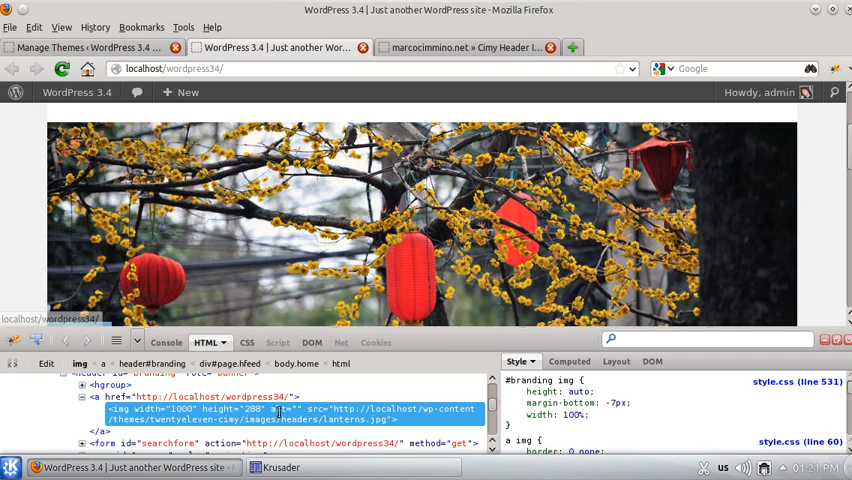 WordPress 3.4 | Just another WordPress site - Mozilla Firefox
File Edit View History Bookmarks Tools Help
Manage Themes ‹ WordPress 3.4 ...
WordPress 3.4 | Just another Wor...
marcocimmino.net » Cimy Header I...
localhost/wordpress34/
Google
WordPress 3.4 + New Howdy, admin
localhost/wordpress34/
Console HTML CSS Script DOM Net Cookies
Edit img < a < header#branding < div#page.hfeed < body.home < html
Style Computed Layout DOM
<header id="branding" role="banner">
<hgroup>
<a href="http://localhost/wordpress34/">
<img width="1000" height="288" alt="" src="http://localhost/wp-content
/themes/twentyeleven-cimy/images/headers/lanterns.jpg">
</a>
<form id="searchform" action="http://localhost/wordpress34/" method="get">
#branding img { style.css (line 531)
height: auto;
margin-bottom: -7px;
width: 100%;
}
a img { style.css (line 60)
border: 0 none;
WordPress 3.4 | Just another WordPress site -
Krusader
us
01:21 PM